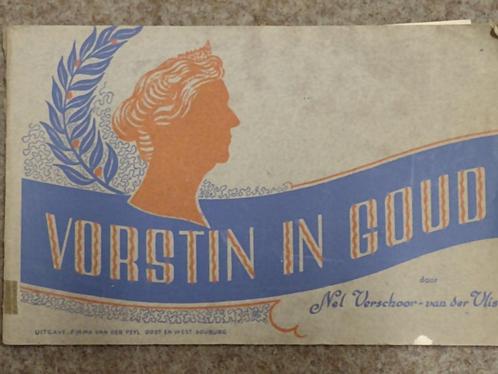 VORSTIN IN GOUD
door
Nel Verschoor-van der Vlis
UITGAVE: FIRMA VAN DER PEYL OOST EN WEST SOUBURG